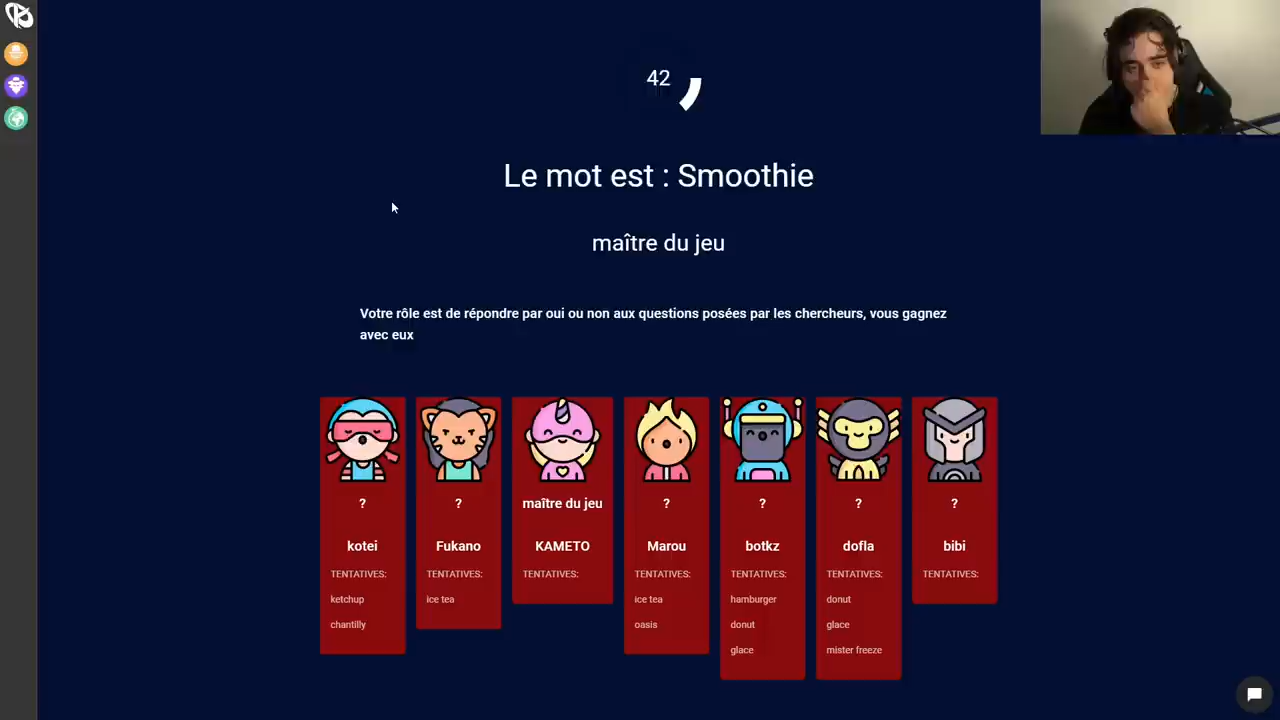 42
Le mot est : Smoothie
maître du jeu
Votre rôle est de répondre par oui ou non aux questions posées par les chercheurs, vous gagnez
avec eux
?
kotei
TENTATIVES:
ketchup
chantilly
?
Fukano
TENTATIVES:
ice tea
maître du jeu
KAMETO
TENTATIVES:
?
Marou
TENTATIVES:
ice tea
oasis
?
botkz
TENTATIVES:
hamburger
donut
glace
?
dofla
TENTATIVES:
donut
glace
mister freeze
?
bibi
TENTATIVES: